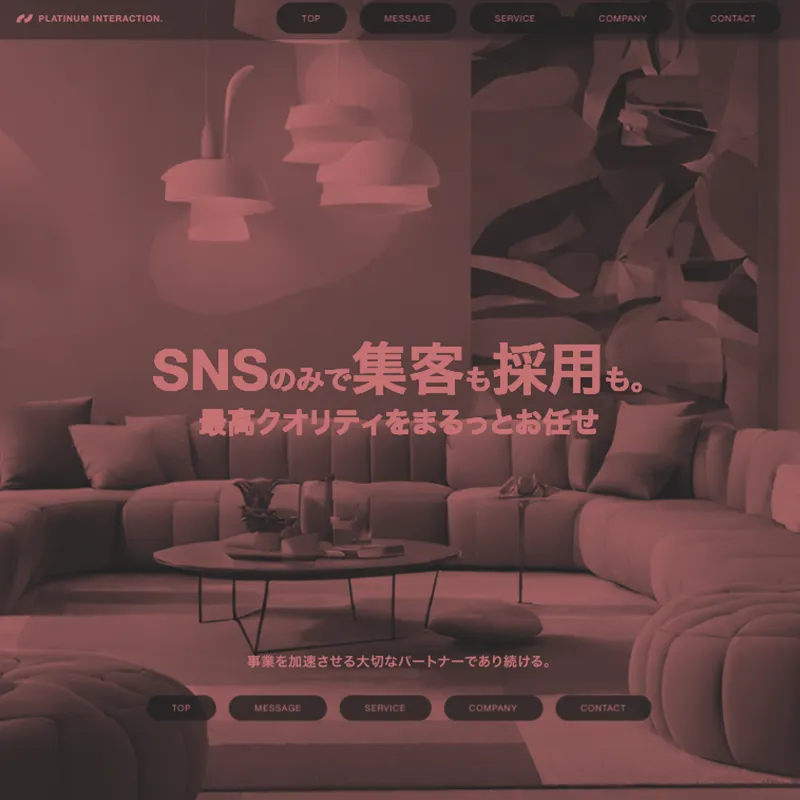 PLATINUM INTERACTION.
TOP
MESSAGE
SERVICE
COMPANY
CONTACT
SNSのみで集客も採用も。
最高クオリティをまるっとお任せ
事業を加速させる大切なパートナーであり続ける。
TOP
MESSAGE
SERVICE
COMPANY
CONTACT